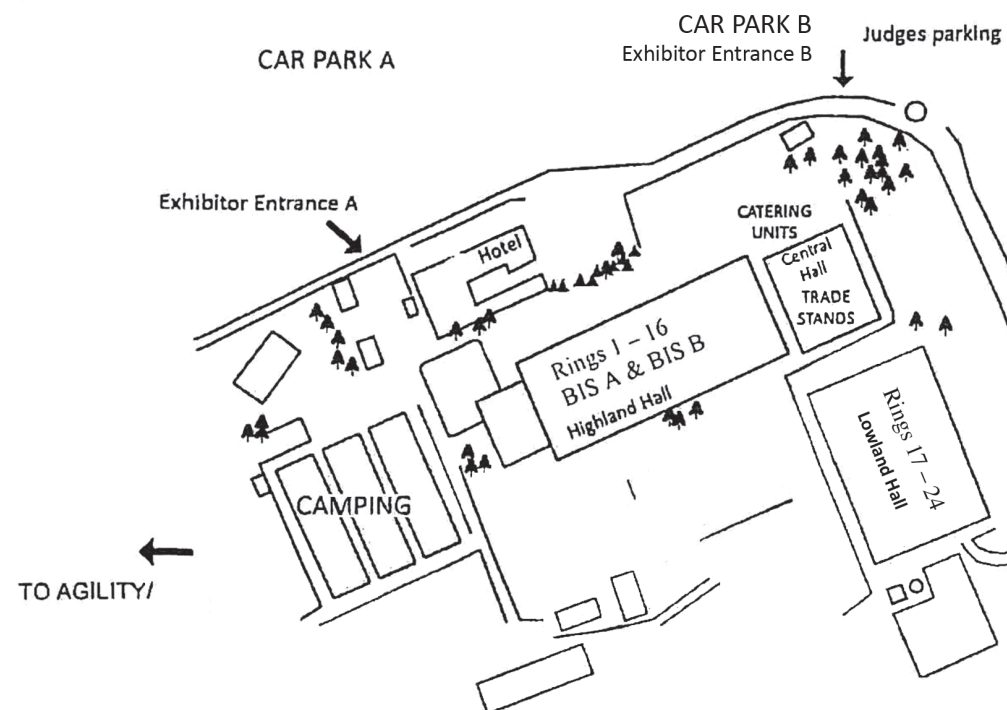 CAR PARK A
CAR PARK B
Exhibitor Entrance B
Judges parking
Exhibitor Entrance A
Hotel
CATERING
UNITS
Central
Hall
TRADE
STANDS
Rings 1 – 16
BIS A & BIS B
Highland Hall
Rings 17 – 24
Lowland Hall
CAMPING
TO AGILITY/